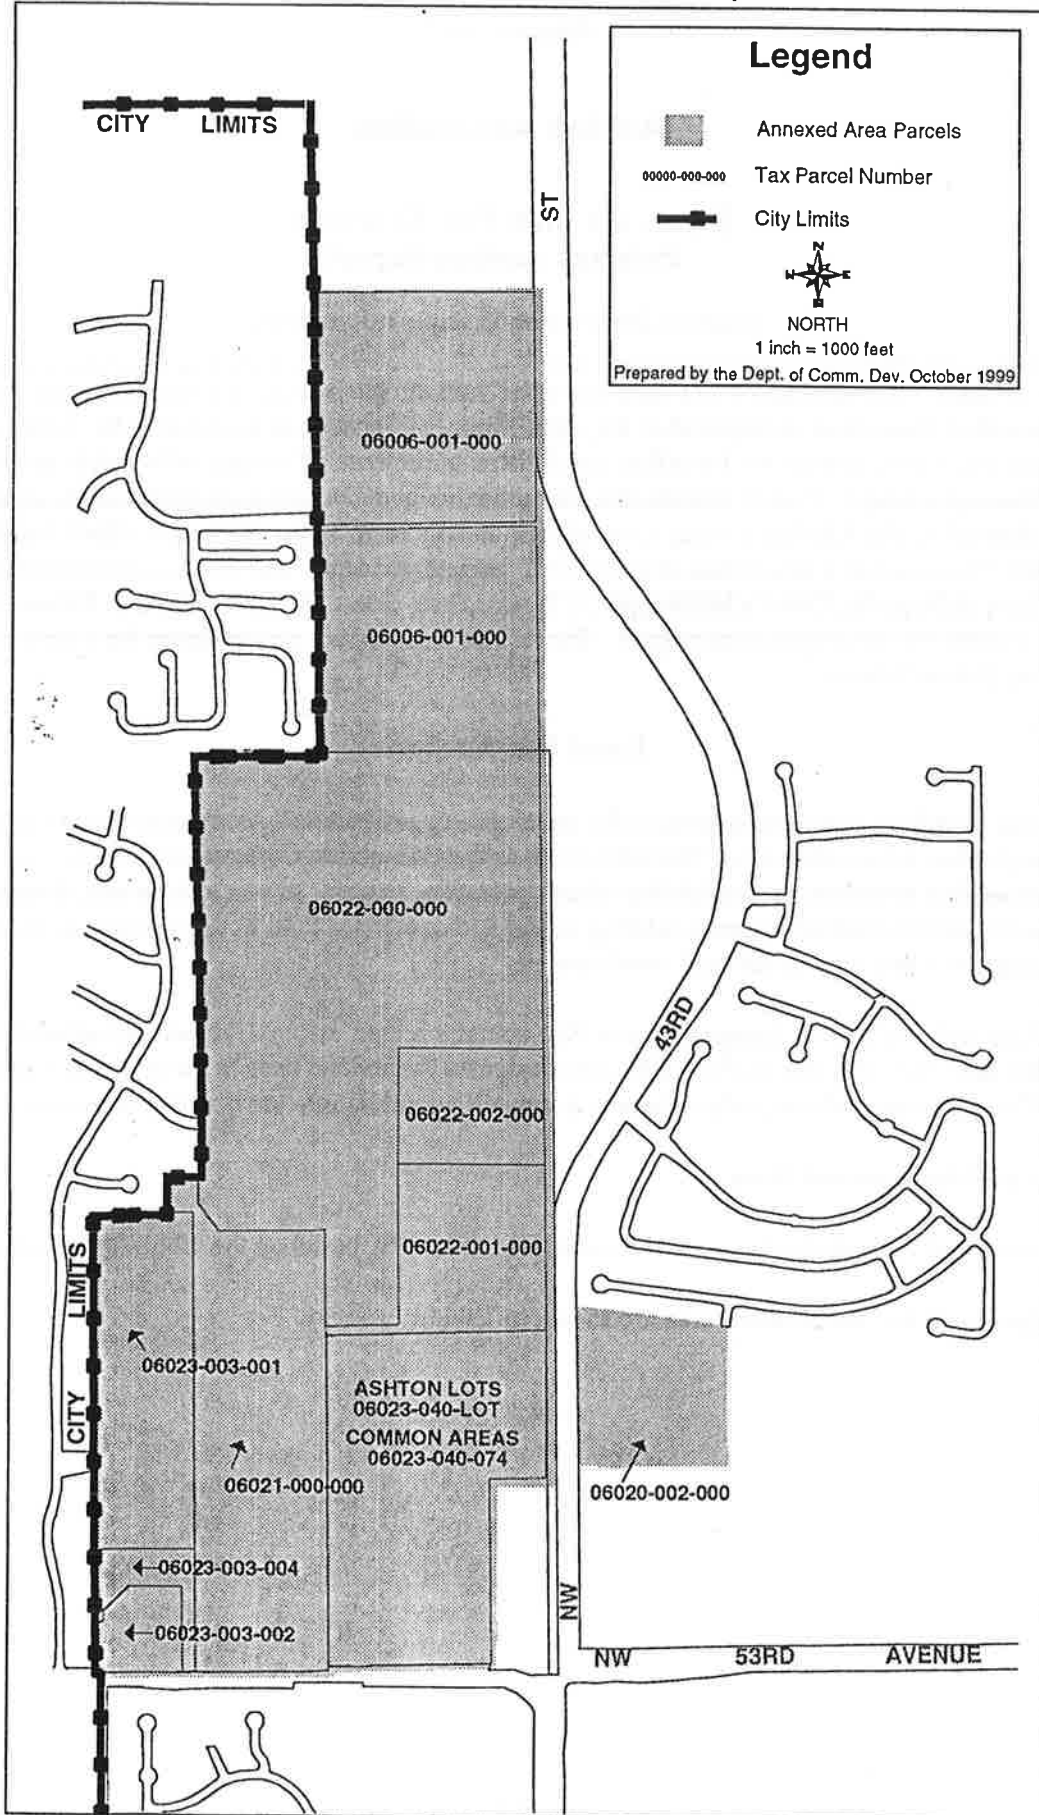 Legend
Annexed Area Parcels
00000-000-000 Tax Parcel Number
City Limits
N
W E
NORTH
1 inch = 1000 feet
Prepared by the Dept. of Comm. Dev. October 1999
CITY LIMITS
ST
06006-001-000
06006-001-000
06022-000-000
43RD
06022-002-000
06022-001-000
CITY LIMITS
06023-003-001
ASHTON LOTS
06023-040-LOT
COMMON AREAS
06023-040-074
06021-000-000
06020-002-000
06023-003-004
06023-003-002
NW
NW 53RD AVENUE